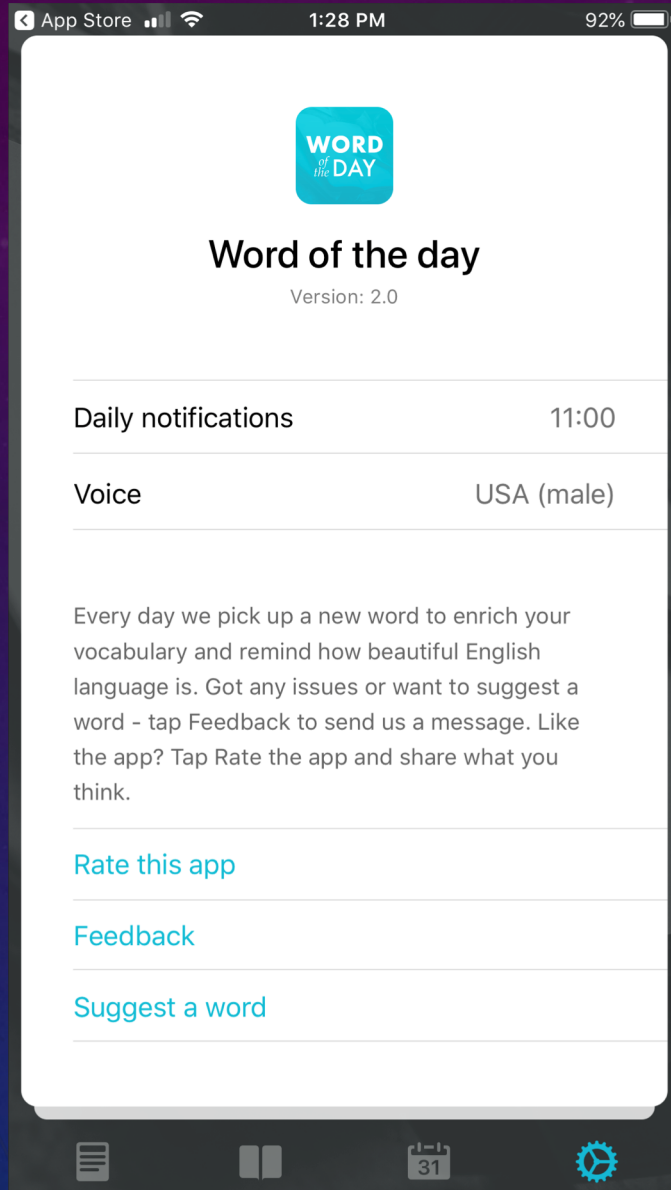 App Store 1:28 PM 92%
WORD
of
the DAY
Word of the day
Version: 2.0
Daily notifications 11:00
Voice USA (male)
Every day we pick up a new word to enrich your
vocabulary and remind how beautiful English
language is. Got any issues or want to suggest a
word - tap Feedback to send us a message. Like
the app? Tap Rate the app and share what you
think.
Rate this app
Feedback
Suggest a word
31